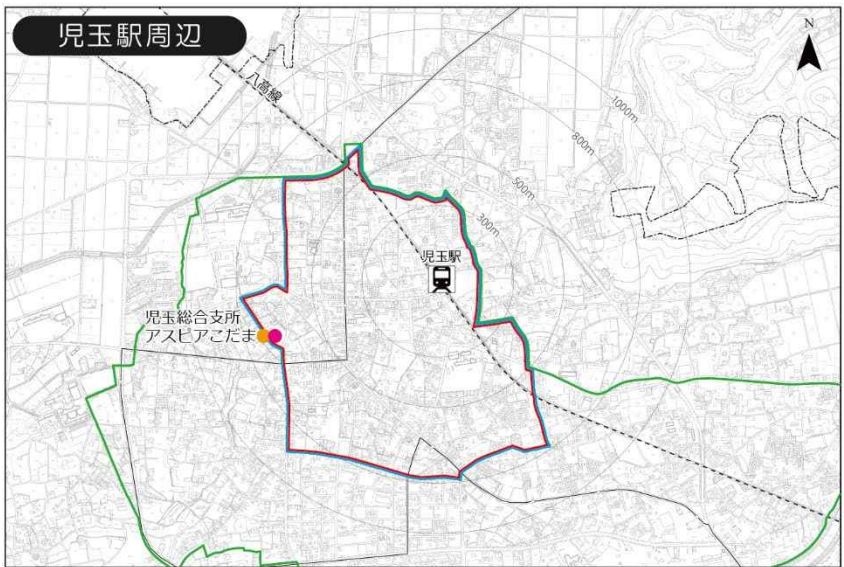 児玉駅周辺
N
八高線
1000m
800m
500m
300m
児玉駅
児玉総合支所
アスピアこだま